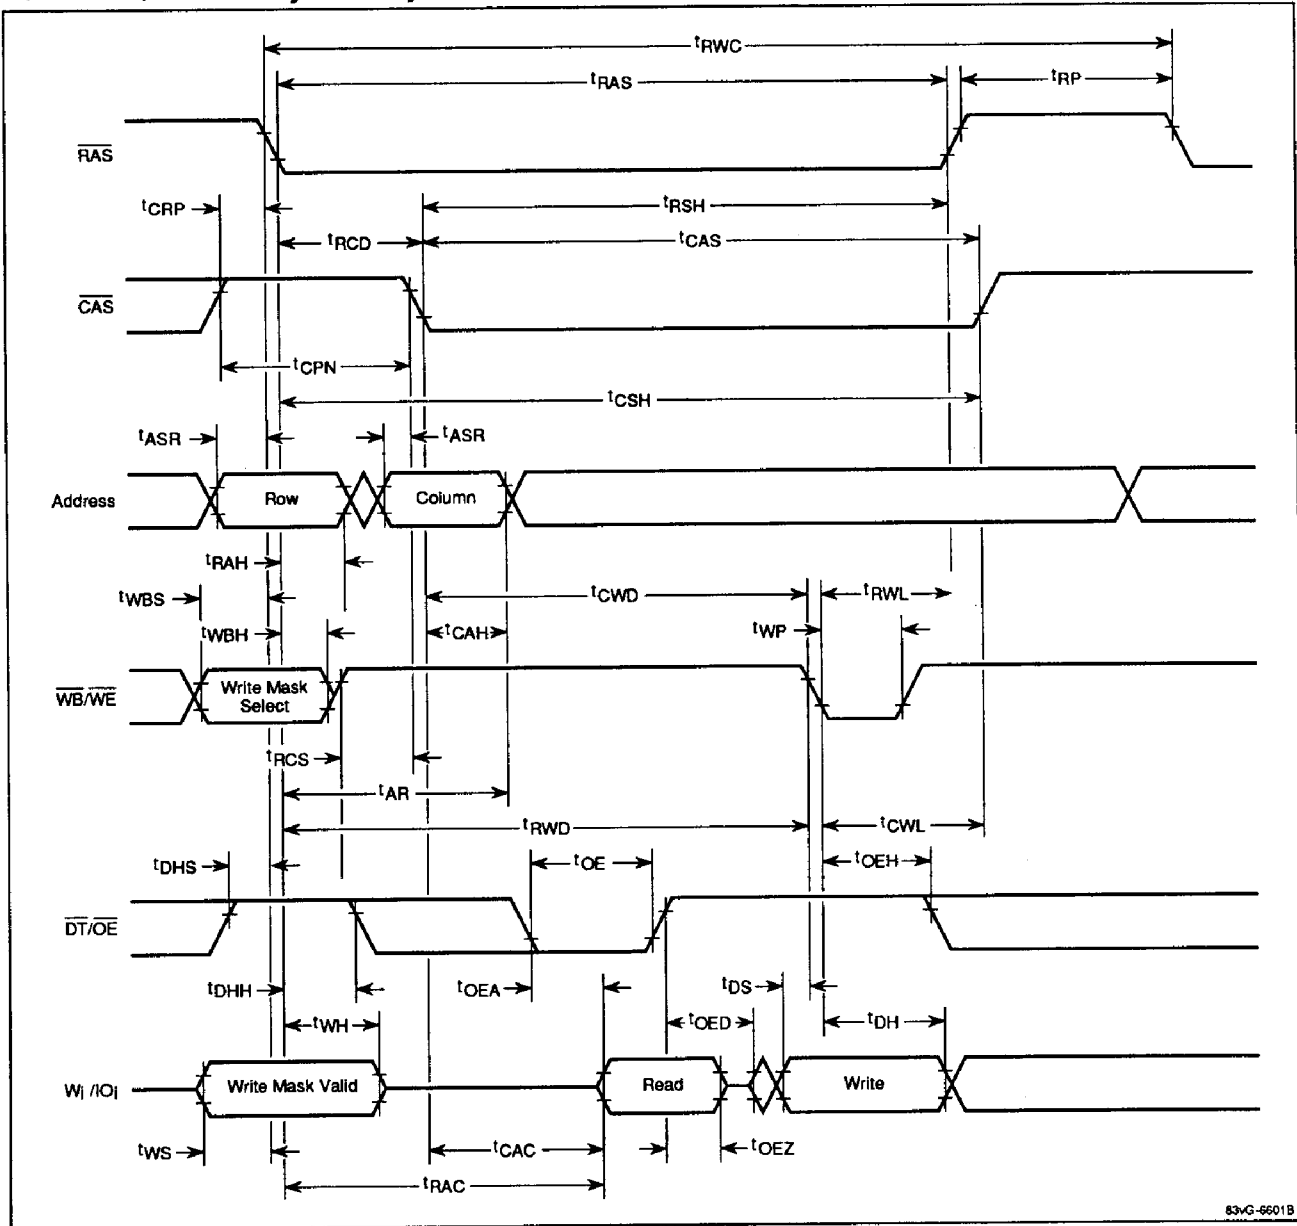 tRWC
tRAS
tRP
RAS
tCRP
tRSH
tRCD
tCAS
CAS
tCPN
tCSH
tASR
tASR
Address
Row
Column
tRAH
tWBS
tCWD
tRWL
tWBH
tCAH
tWP
WB/WE
Write Mask
Select
tRCS
tAR
tRWD
tCWL
tDHS
tOE
tOEH
DT/OE
tDHH
tOEA
tDS
tWH
tOED
tDH
Wi /IOi
Write Mask Valid
Read
Write
tWS
tCAC
tOEZ
tRAC
83vG-6601B